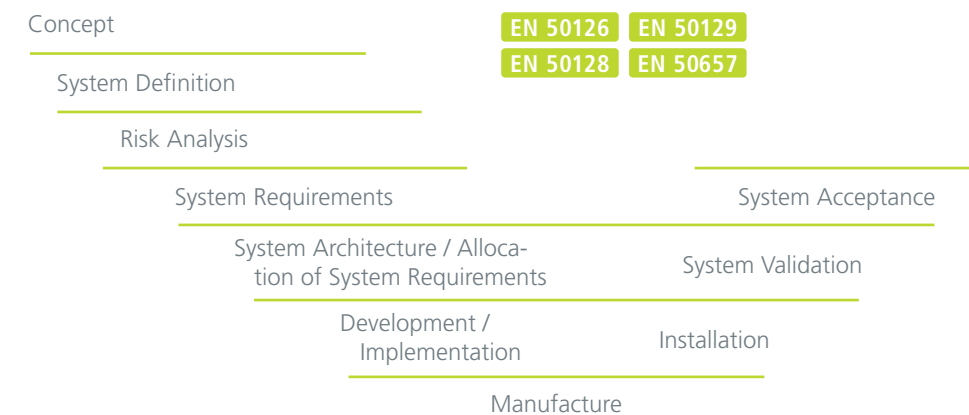 Concept
EN 50126 EN 50129
EN 50128 EN 50657
System Definition
Risk Analysis
System Requirements
System Acceptance
System Architecture / Alloca-
tion of System Requirements
System Validation
Development /
Implementation
Installation
Manufacture